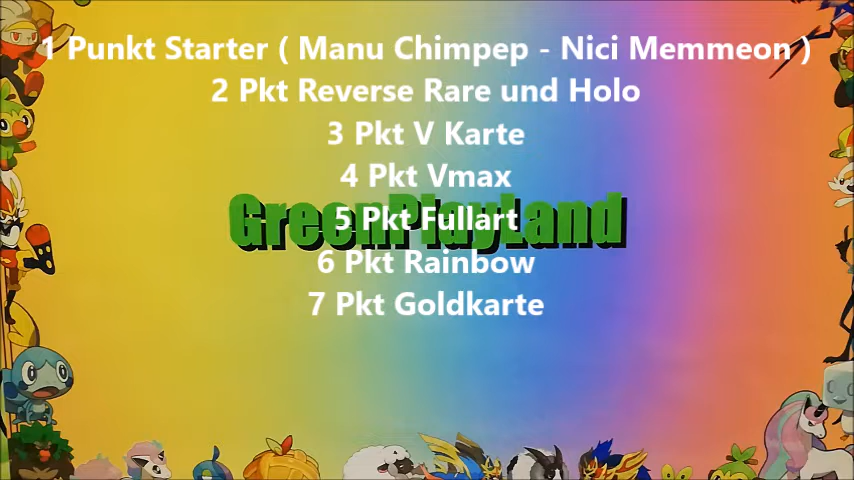 1 Punkt Starter ( Manu Chimpep - Nici Memmeon )
2 Pkt Reverse Rare und Holo
3 Pkt V Karte
4 Pkt Vmax
GreenPlayLand
5 Pkt Fullart
6 Pkt Rainbow
7 Pkt Goldkarte